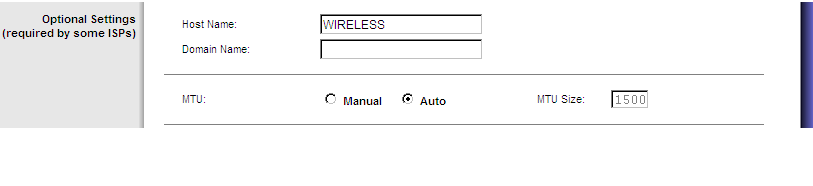 Optional Settings
(required by some ISPs)
Host Name: WIRELESS
Domain Name:
MTU: Manual Auto MTU Size: 1500